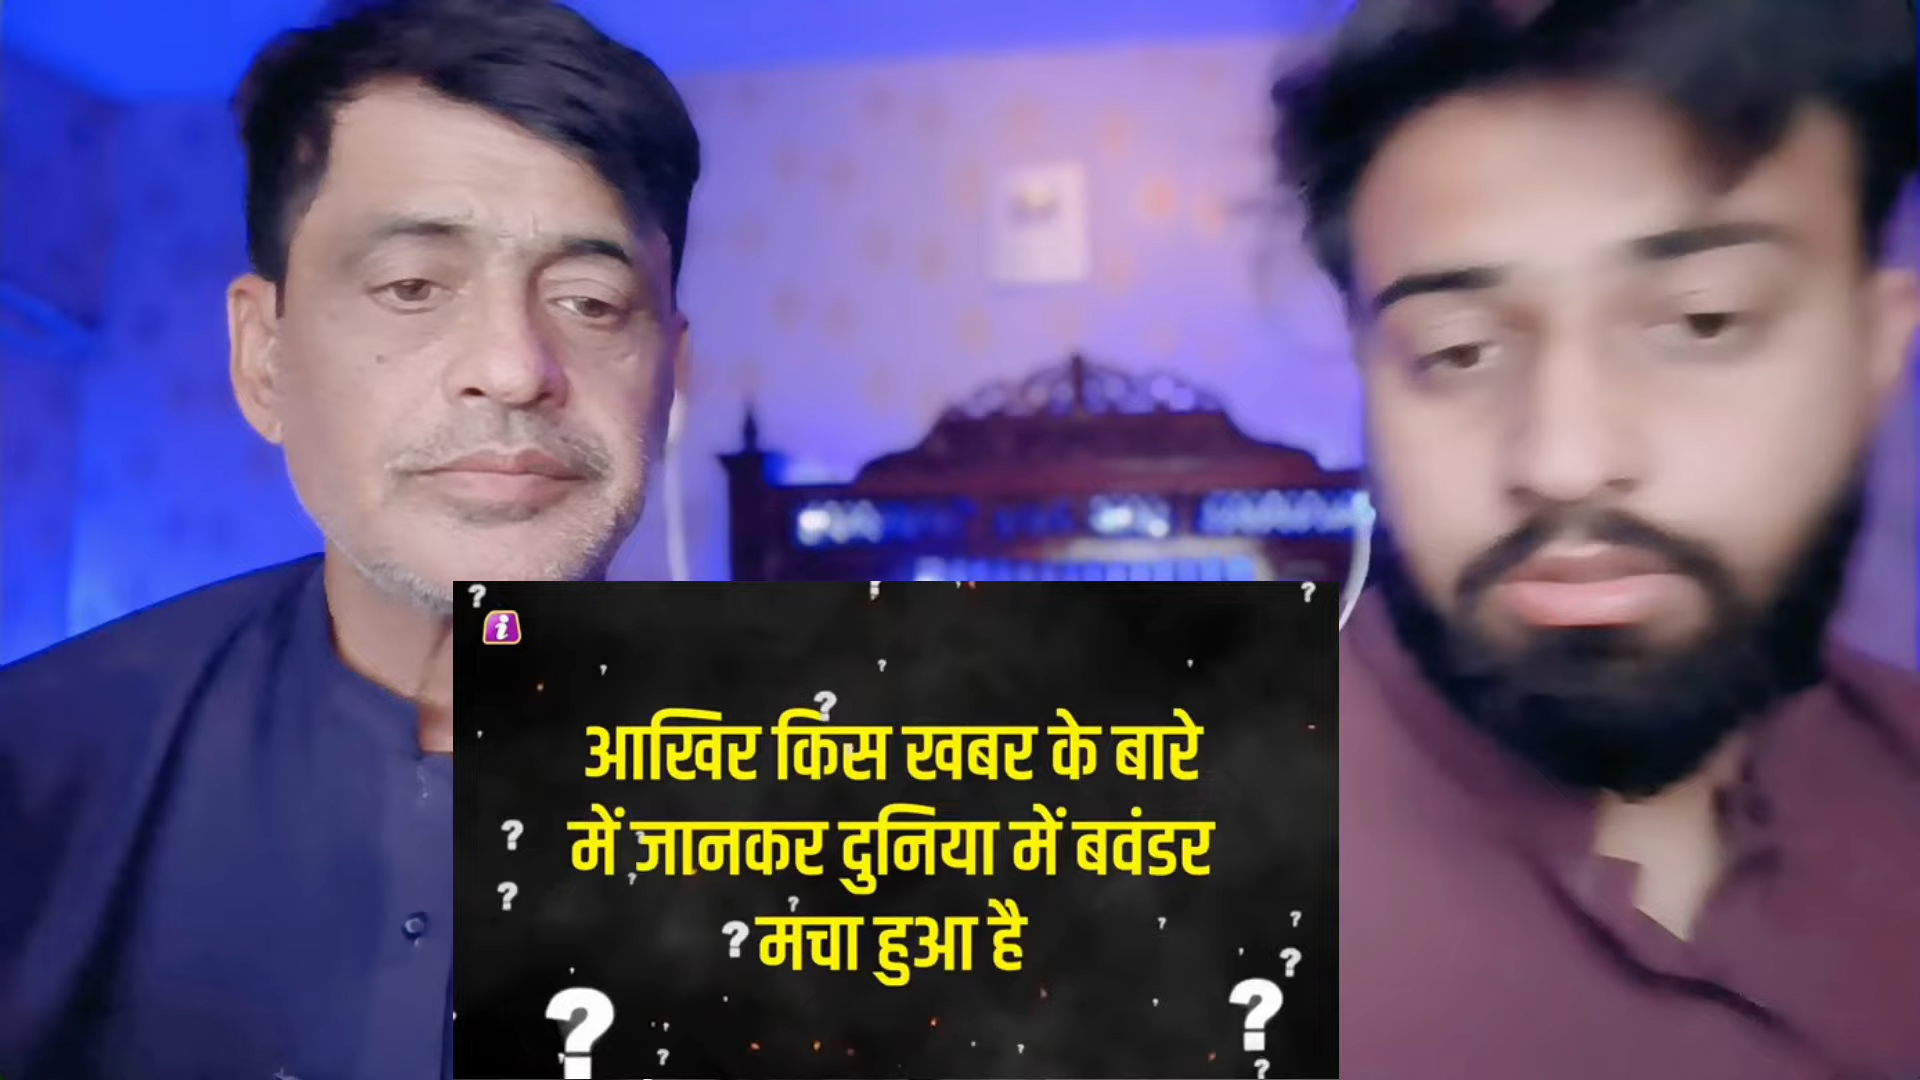 आखिर किस खबर के बारे
में जानकर दुनिया में बवंडर
मचा हुआ है